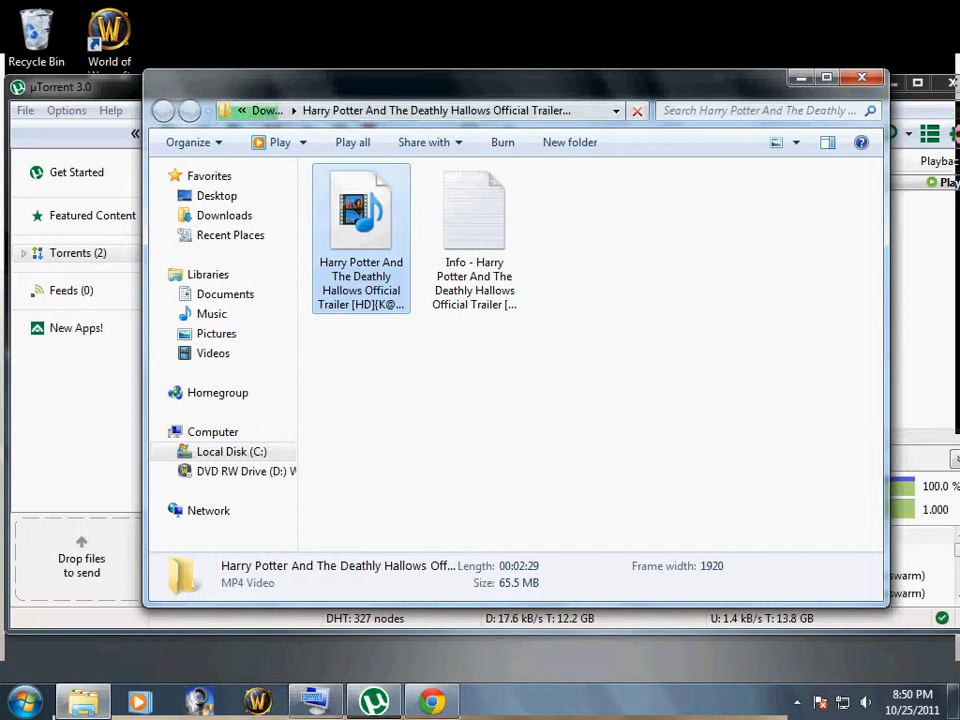 Recycle Bin
World of
µTorrent 3.0
File Options Help
Get Started
Featured Content
Torrents (2)
Feeds (0)
New Apps!
Drop files
to send
« Dow... Harry Potter And The Deathly Hallows Official Trailer...
Search Harry Potter And The Deathly ...
Organize Play Play all Share with Burn New folder
Favorites
Desktop
Downloads
Recent Places
Libraries
Documents
Music
Pictures
Videos
Homegroup
Computer
Local Disk (C:)
DVD RW Drive (D:) W
Network
Harry Potter And
The Deathly
Hallows Official
Trailer [HD]{K@...
Info - Harry
Potter And The
Deathly Hallows
Official Trailer [...
Harry Potter And The Deathly Hallows Off... Length: 00:02:29 Frame width: 1920
MP4 Video Size: 65.5 MB
Playba
Play
100.0 %
1.000
swarm)
swarm)
DHT: 327 nodes D: 17.6 kB/s T: 12.2 GB U: 1.4 kB/s T: 13.8 GB
8:50 PM
10/25/2011